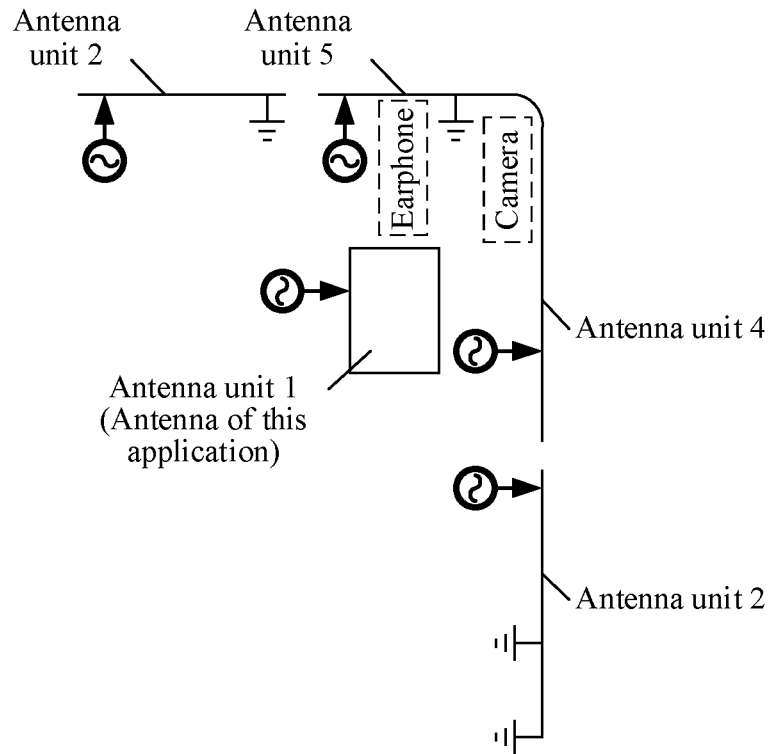 Antenna
unit 2
Antenna
unit 5
Earphone
Camera
Antenna unit 4
Antenna unit 1
(Antenna of this
application)
Antenna unit 2